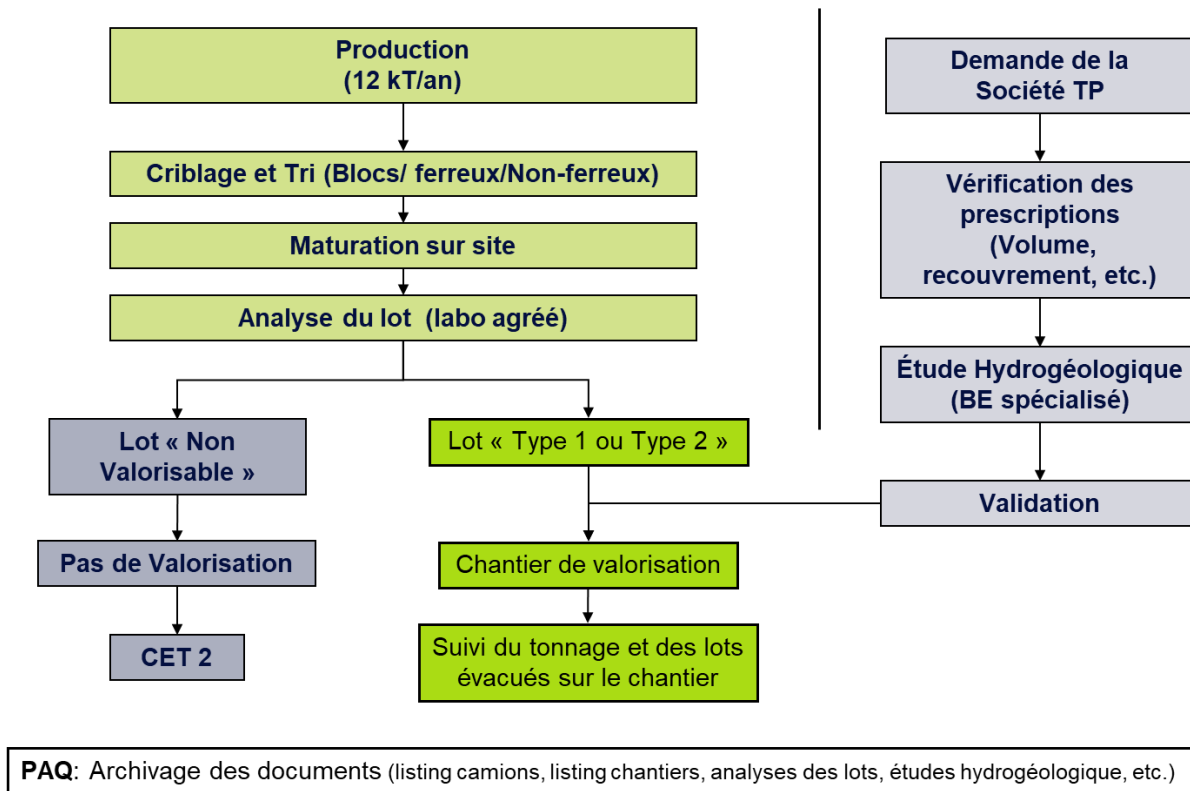 Production
(12 kT/an)
Criblage et Tri (Blocs/ ferreux/Non-ferreux)
Maturation sur site
Analyse du lot (labo agréé)
Lot « Non
Valorisable
»
Pas de Valorisation
CET 2
Lot « Type 1 ou Type 2 »
Chantier de valorisation
Suivi du tonnage et des lots
évacués sur le chantier
Demande de la
Société TP
Vérification des
prescriptions
(Volume,
recouvrement, etc.)
Étude Hydrogéologique
(BE spécialisé)
Validation
PAQ: Archivage des documents (listing camions, listing chantiers, analyses des lots, études hydrogéologique, etc.)